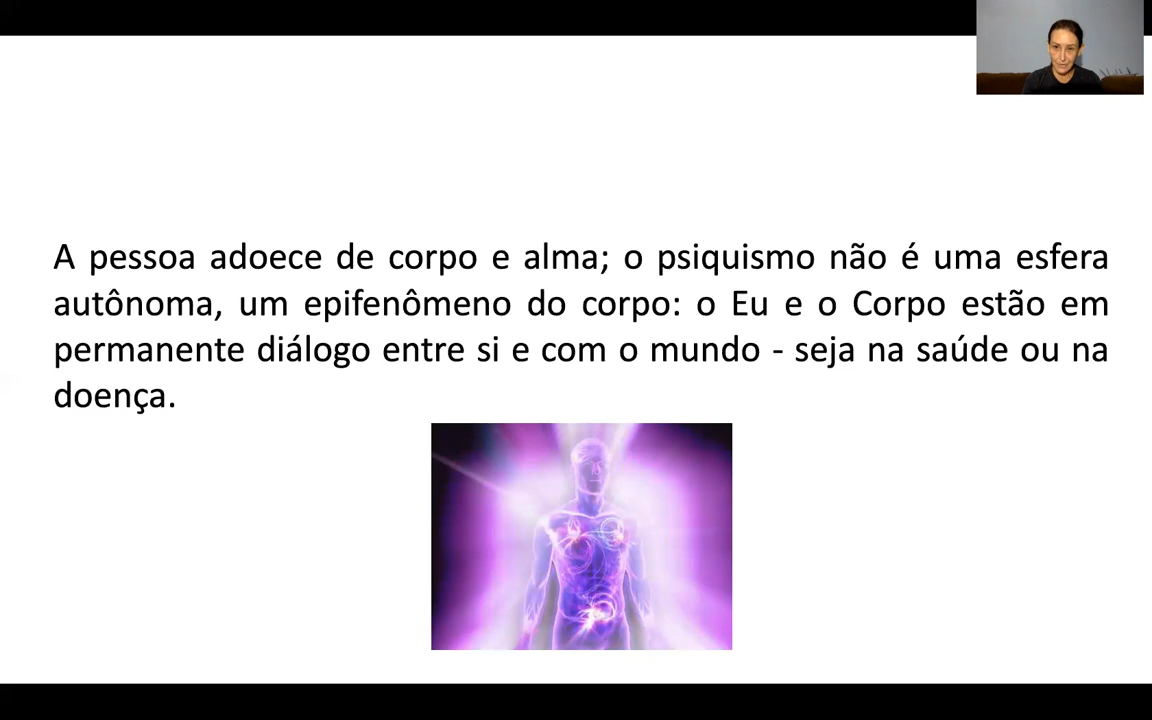 A pessoa adoece de corpo e alma; o psiquismo não é uma esfera
autônoma, um epifenômeno do corpo: o Eu e o Corpo estão em
permanente diálogo entre si e com o mundo - seja na saúde ou na
doença.